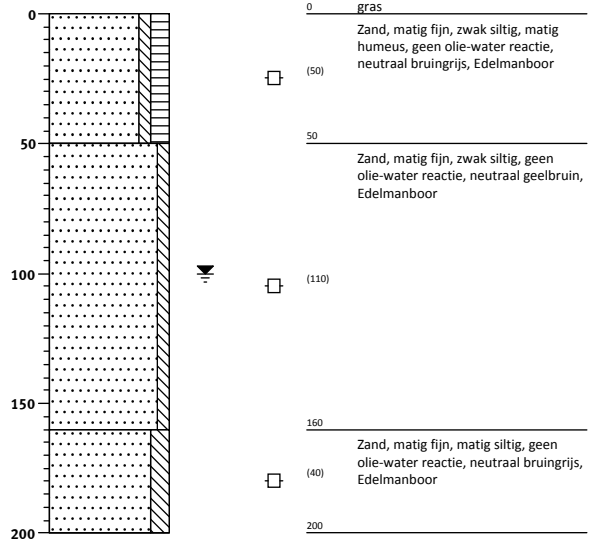 0
50
100
150
200
0 gras
Zand, matig fijn, zwak siltig, matig
humeus, geen olie-water reactie,
neutraal bruingrijs, Edelmanboor
(50)
50
Zand, matig fijn, zwak siltig, geen
olie-water reactie, neutraal geelbruin,
Edelmanboor
(110)
160
Zand, matig fijn, matig siltig, geen
olie-water reactie, neutraal bruingrijs,
Edelmanboor
(40)
200